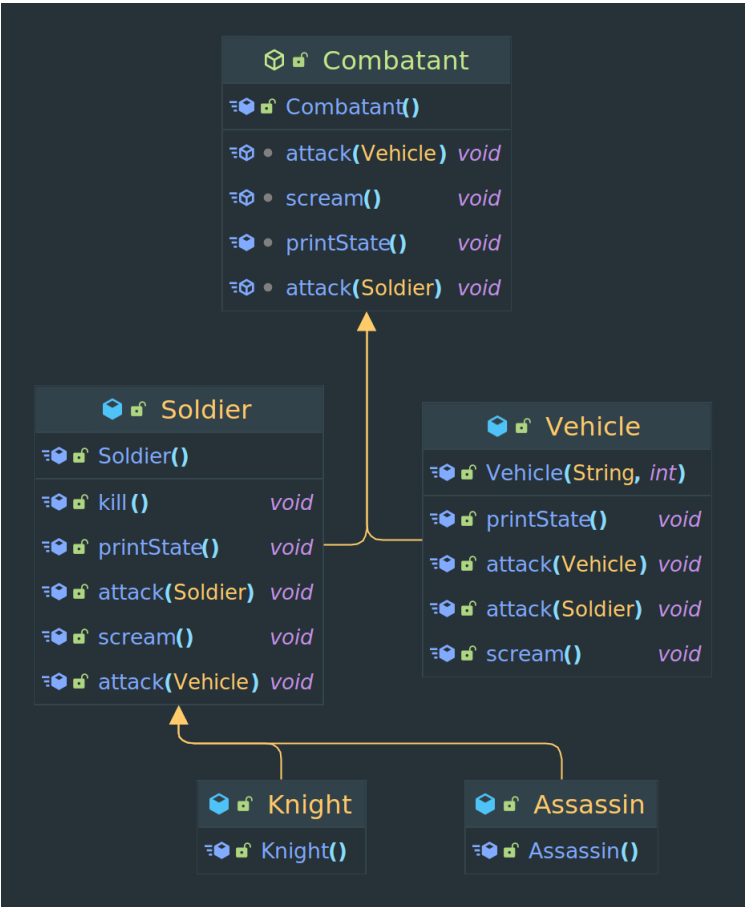 Combatant
Combatant()
attack(Vehicle) void
scream() void
printState() void
attack(Soldier) void
Soldier
Soldier()
kill() void
printState() void
attack(Soldier) void
scream() void
attack(Vehicle) void
Vehicle
Vehicle(String, int)
printState() void
attack(Vehicle) void
attack(Soldier) void
scream() void
Knight
Knight()
Assassin
Assassin()